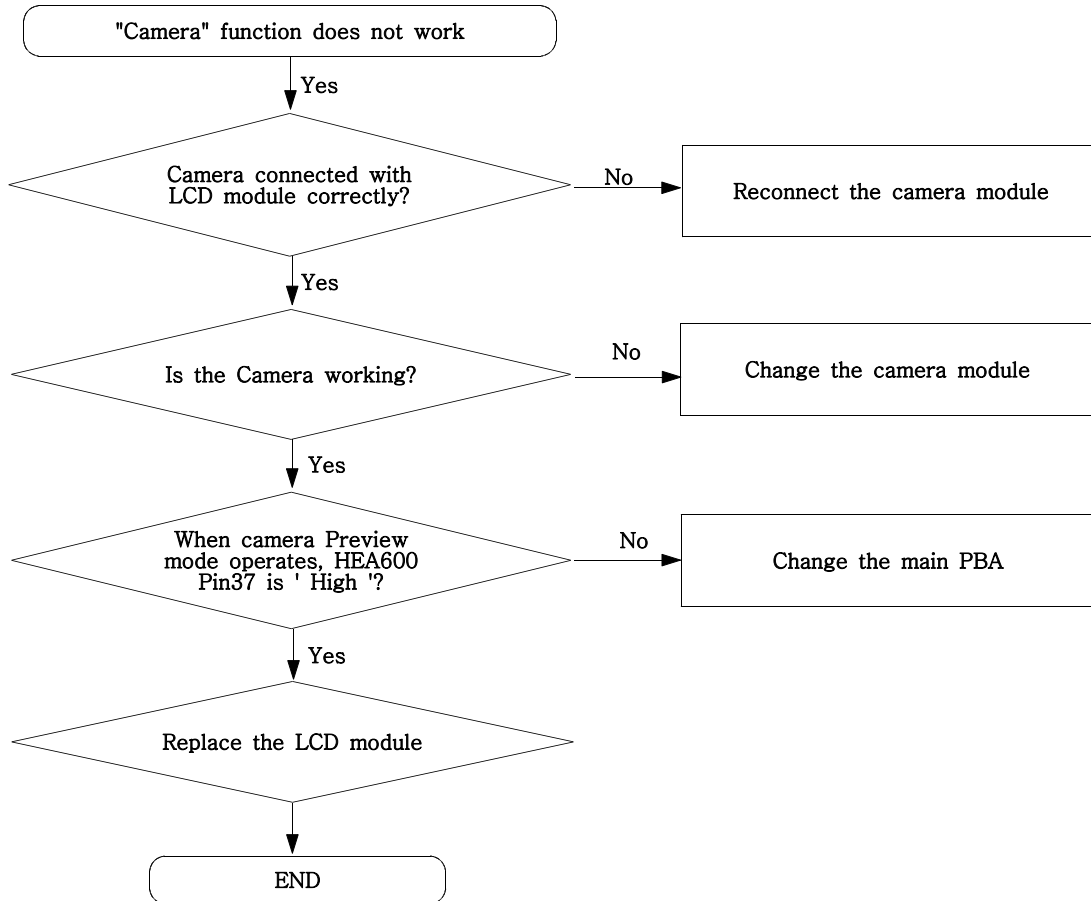 "Camera" function does not work
Yes
Camera connected with
LCD module correctly?
No
Reconnect the camera module
Yes
Is the Camera working?
No
Change the camera module
Yes
When camera Preview
mode operates, HEA600
Pin37 is ' High '?
No
Change the main PBA
Yes
Replace the LCD module
END